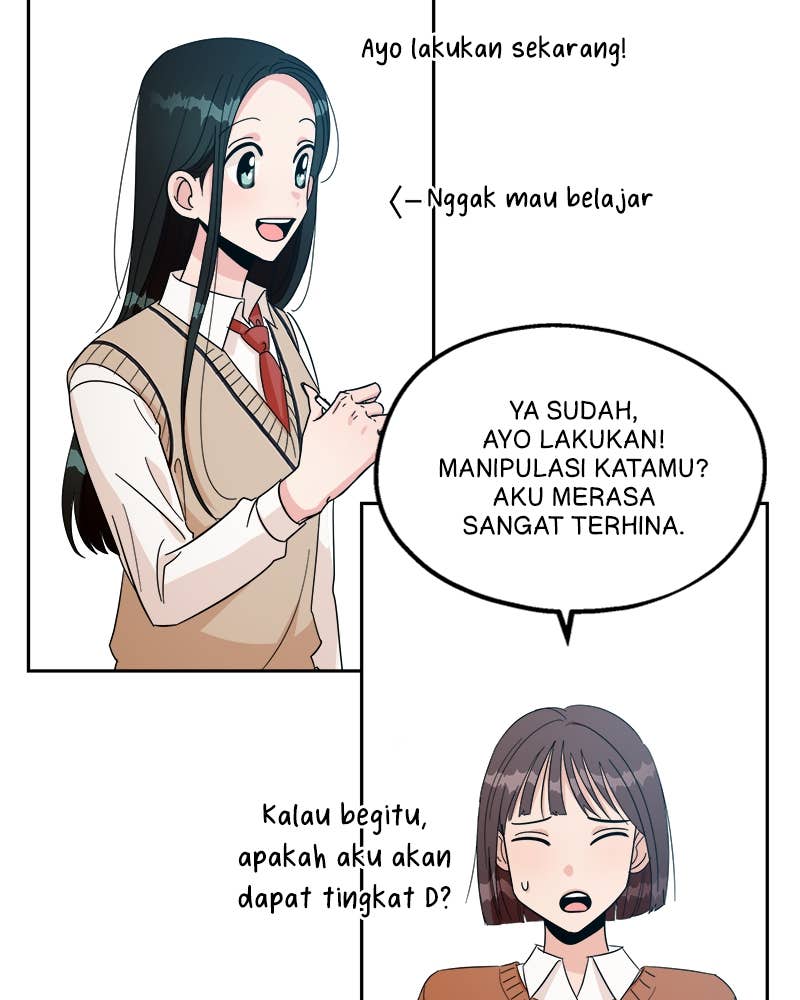 Ayo lakukan sekarang!
Nggak mau belajar
YA SUDAH,
AYO LAKUKAN!
MANIPULASI KATAMU?
AKU MERASA
SANGAT TERHINA.
Kalau begitu,
apakah aku akan
dapat tingkat D?